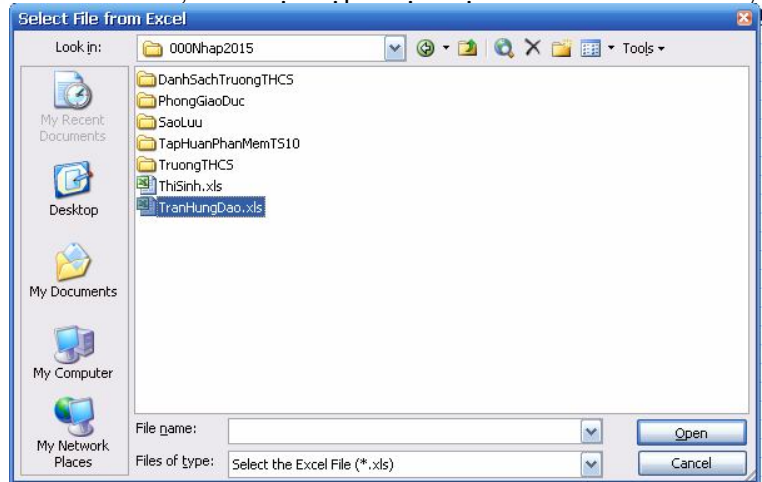 Select File from Excel
Look in:
000Nhap2015
Tools
My Recent
Documents
Desktop
My Documents
My Computer
My Network
Places
DanhSachTruongTHCS
PhongGiaoDuc
SaoLuu
TapHuanPhanMemTS10
TruongTHCS
ThiSinh.xls
TranHungDao.xls
File name:
Open
Files of type:
Select the Excel File (*.xls)
Cancel